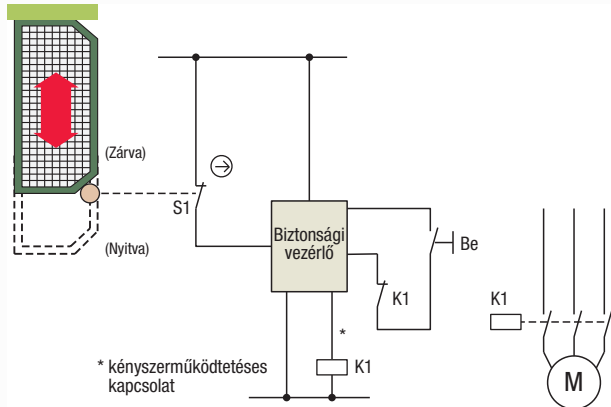 (Zárva)
S1
(Nyitva)
Biztonsági
vezérlő
Be
K1
*
K1
* kényszerműködtetéses
kapcsolat
K1
M